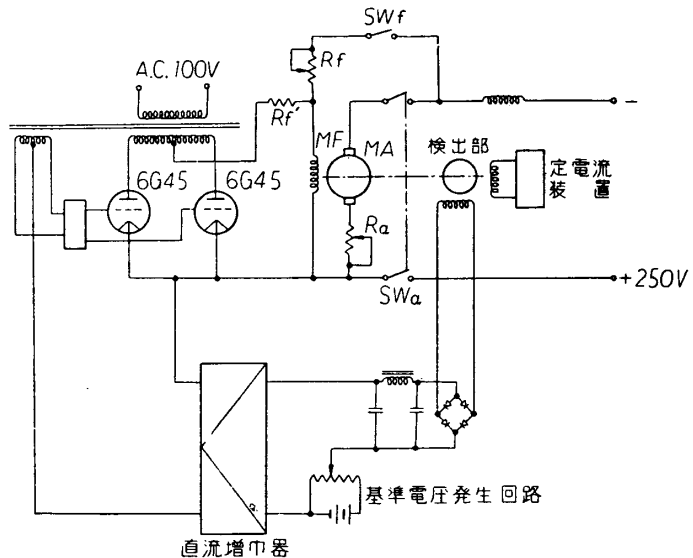 SWf
Rf
A.C. 100V
Rf'
−
MF
MA
検出部
定電流
装置
6G45
6G45
Ra
SWa
+250V
基準電圧発生回路
直流増巾器